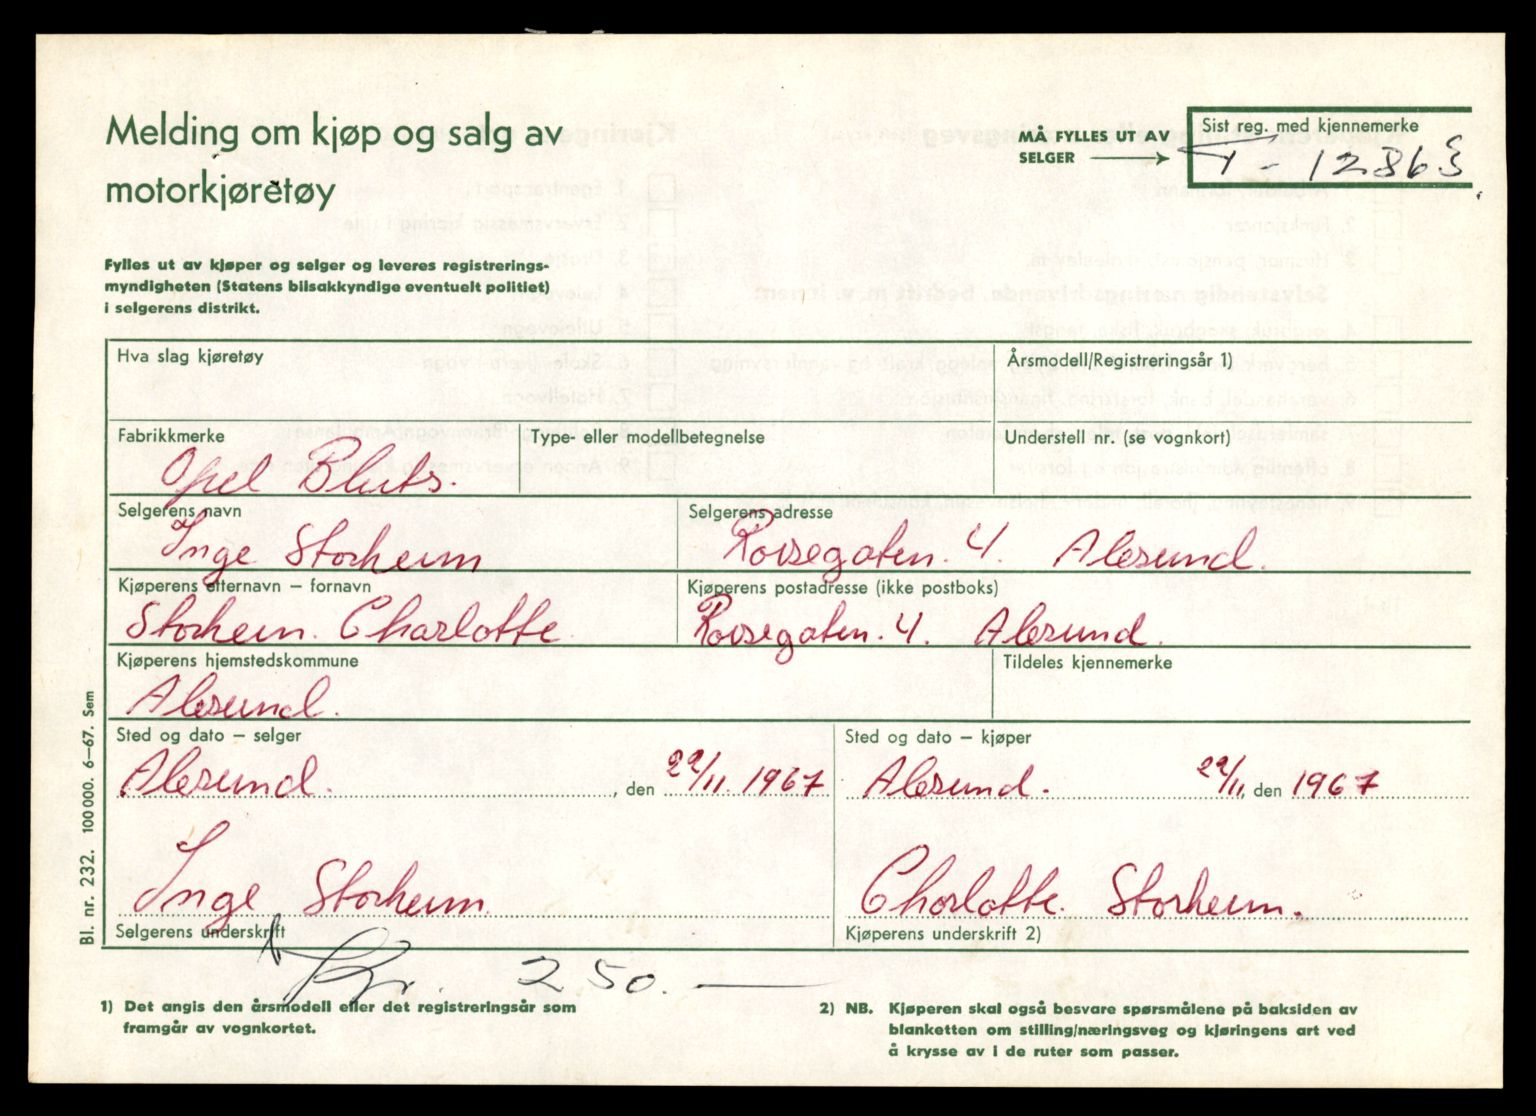 Melding om kjøp og salg av
motorkjøretøy
MÅ FYLLES UT AV
SELGER
Sist reg. med kjennemerke
T - 12863
Fylles ut av kjøper og selger og leveres registrerings-
myndigheten (Statens bilsakkyndige eventuelt politiet)
i selgerens distrikt.
Hva slag kjøretøy
Årsmodell/Registreringsår 1)
Fabrikkmerke
Type- eller modellbetegnelse
Understell nr. (se vognkort)
Opel Blits.
Selgerens navn
Selgerens adresse
Inge Storheim
Røysegaten. 4. Ålesund.
Kjøperens etternavn – fornavn
Kjøperens postadresse (ikke postboks)
Storheim. Charlotte
Røysegaten. 4. Ålesund.
Kjøperens hjemstedskommune
Tildeles kjennemerke
Ålesund.
Sted og dato – selger
Sted og dato – kjøper
Ålesund. , den 22/11. 1967
Ålesund. 22/11, den 1967
Inge Storheim
Charlotte Storheim.
Selgerens underskrift
Kjøperens underskrift 2)
Kr. 250.—
1) Det angis den årsmodell eller det registreringsår som
framgår av vognkortet.
2) NB. Kjøperen skal også besvare spørsmålene på baksiden av
blanketten om stilling/næringsveg og kjøringens art ved
å krysse av i de ruter som passer.
Bl. nr. 232. 100 000. 6–67. Sem